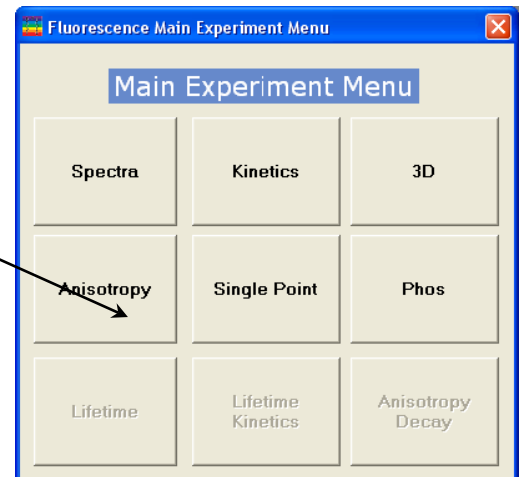 Fluorescence Main Experiment Menu
Main Experiment Menu
Spectra
Kinetics
3D
Anisotropy
Single Point
Phos
Lifetime
Lifetime
Kinetics
Anisotropy
Decay